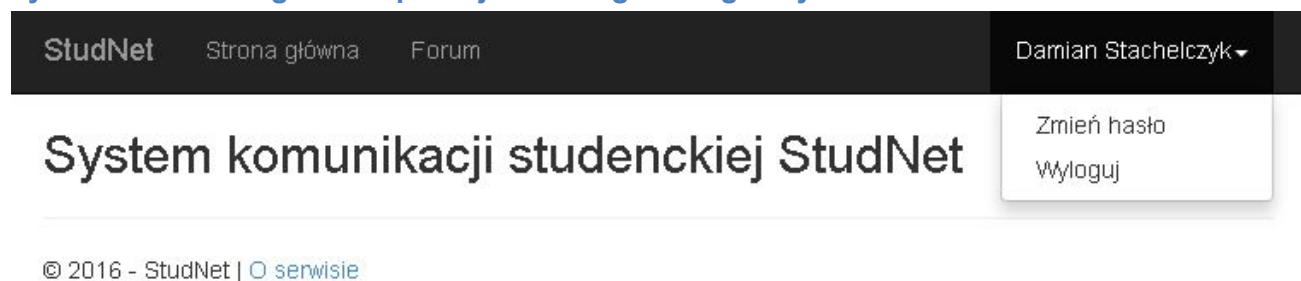 StudNet Strona główna Forum Damian Stachelczyk
Zmień hasło
System komunikacji studenckiej StudNet
Wyloguj
© 2016 - StudNet | O serwisie